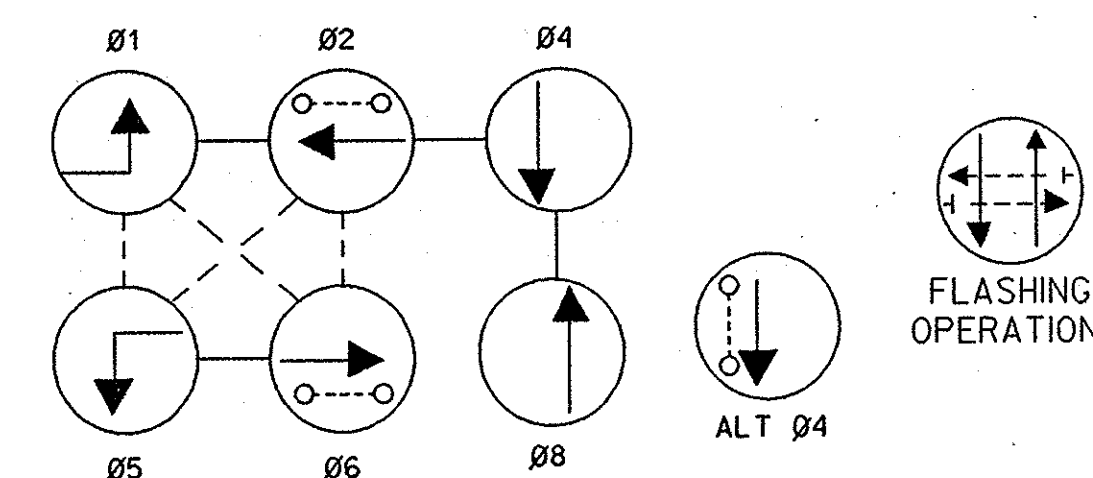 Ø1 Ø2 Ø4
FLASHING
OPERATION
ALT Ø4
Ø5 Ø6 Ø8